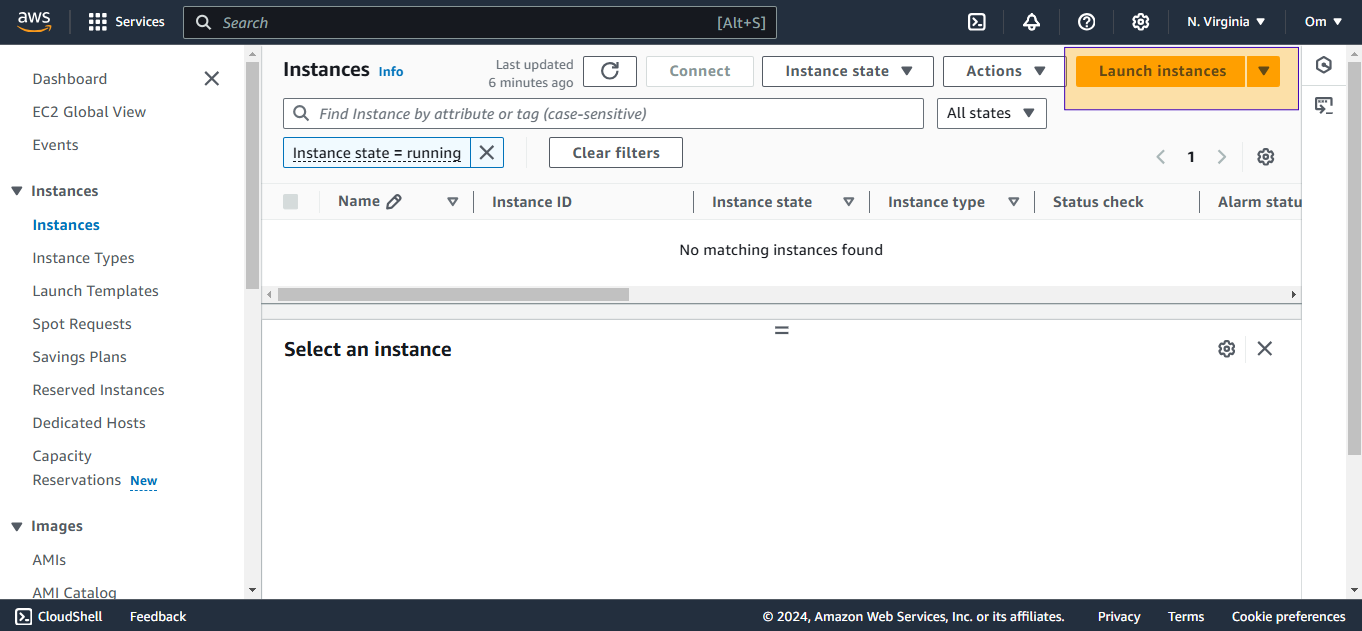 aws
Services
Search [Alt+S]
N. Virginia
Om
Dashboard
EC2 Global View
Events
Instances
Instances
Instance Types
Launch Templates
Spot Requests
Savings Plans
Reserved Instances
Dedicated Hosts
Capacity
Reservations New
Images
AMIs
AMI Catalog
Instances Info
Last updated
6 minutes ago
Connect
Instance state
Actions
Launch instances
Find Instance by attribute or tag (case-sensitive)
All states
Instance state = running
Clear filters
1
Name
Instance ID
Instance state
Instance type
Status check
Alarm statu
No matching instances found
Select an instance
CloudShell
Feedback
© 2024, Amazon Web Services, Inc. or its affiliates.
Privacy
Terms
Cookie preferences